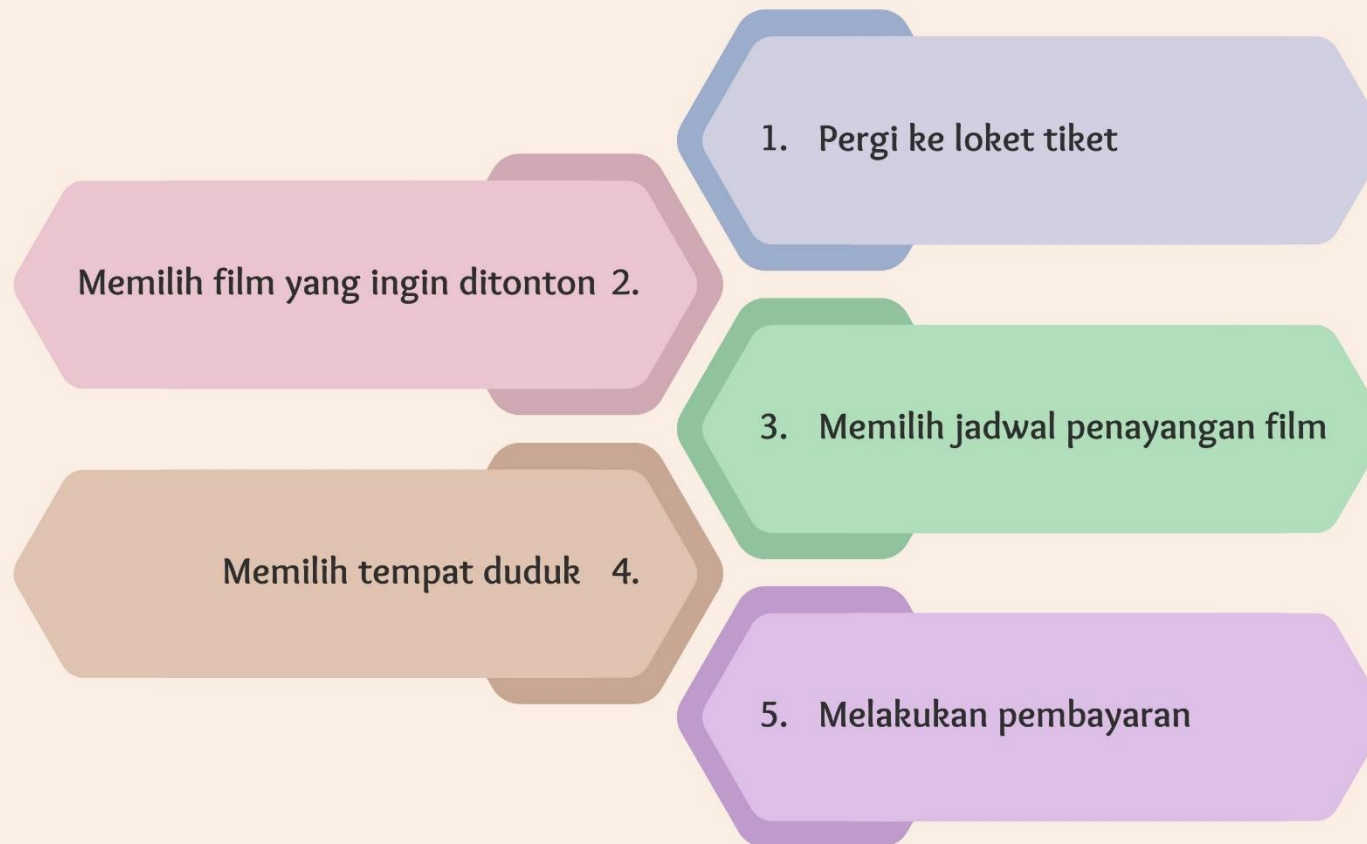 1. Pergi ke loket tiket
Memilih film yang ingin ditonton 2.
3. Memilih jadwal penayangan film
Memilih tempat duduk 4.
5. Melakukan pembayaran